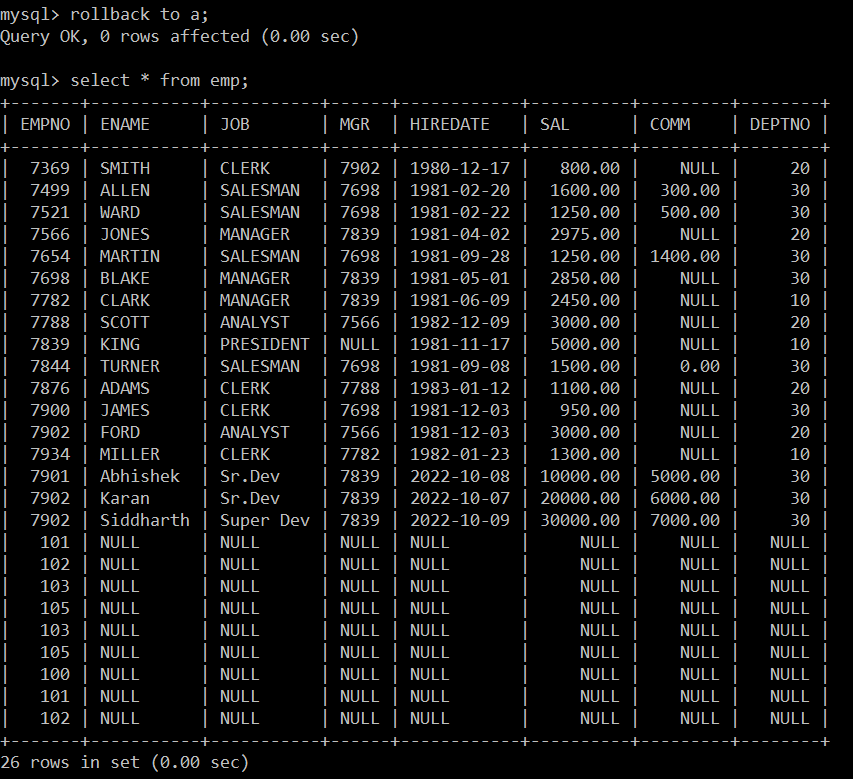 mysql> rollback to a;
Query OK, 0 rows affected (0.00 sec)
mysql> select * from emp;
+-------+-----------+-----------+------+------------+----------+---------+--------+
| EMPNO | ENAME     | JOB       | MGR  | HIREDATE   | SAL      | COMM    | DEPTNO |
+-------+-----------+-----------+------+------------+----------+---------+--------+
|  7369 | SMITH     | CLERK     | 7902 | 1980-12-17 |   800.00 |    NULL |     20 |
|  7499 | ALLEN     | SALESMAN  | 7698 | 1981-02-20 |  1600.00 |  300.00 |     30 |
|  7521 | WARD      | SALESMAN  | 7698 | 1981-02-22 |  1250.00 |  500.00 |     30 |
|  7566 | JONES     | MANAGER   | 7839 | 1981-04-02 |  2975.00 |    NULL |     20 |
|  7654 | MARTIN    | SALESMAN  | 7698 | 1981-09-28 |  1250.00 | 1400.00 |     30 |
|  7698 | BLAKE     | MANAGER   | 7839 | 1981-05-01 |  2850.00 |    NULL |     30 |
|  7782 | CLARK     | MANAGER   | 7839 | 1981-06-09 |  2450.00 |    NULL |     10 |
|  7788 | SCOTT     | ANALYST   | 7566 | 1982-12-09 |  3000.00 |    NULL |     20 |
|  7839 | KING      | PRESIDENT | NULL | 1981-11-17 |  5000.00 |    NULL |     10 |
|  7844 | TURNER    | SALESMAN  | 7698 | 1981-09-08 |  1500.00 |    0.00 |     30 |
|  7876 | ADAMS     | CLERK     | 7788 | 1983-01-12 |  1100.00 |    NULL |     20 |
|  7900 | JAMES     | CLERK     | 7698 | 1981-12-03 |   950.00 |    NULL |     30 |
|  7902 | FORD      | ANALYST   | 7566 | 1981-12-03 |  3000.00 |    NULL |     20 |
|  7934 | MILLER    | CLERK     | 7782 | 1982-01-23 |  1300.00 |    NULL |     10 |
|  7901 | Abhishek  | Sr.Dev    | 7839 | 2022-10-08 | 10000.00 | 5000.00 |     30 |
|  7902 | Karan     | Sr.Dev    | 7839 | 2022-10-07 | 20000.00 | 6000.00 |     30 |
|  7902 | Siddharth | Super Dev | 7839 | 2022-10-09 | 30000.00 | 7000.00 |     30 |
|   101 | NULL      | NULL      | NULL | NULL       |     NULL |    NULL |   NULL |
|   102 | NULL      | NULL      | NULL | NULL       |     NULL |    NULL |   NULL |
|   103 | NULL      | NULL      | NULL | NULL       |     NULL |    NULL |   NULL |
|   105 | NULL      | NULL      | NULL | NULL       |     NULL |    NULL |   NULL |
|   103 | NULL      | NULL      | NULL | NULL       |     NULL |    NULL |   NULL |
|   105 | NULL      | NULL      | NULL | NULL       |     NULL |    NULL |   NULL |
|   100 | NULL      | NULL      | NULL | NULL       |     NULL |    NULL |   NULL |
|   101 | NULL      | NULL      | NULL | NULL       |     NULL |    NULL |   NULL |
|   102 | NULL      | NULL      | NULL | NULL       |     NULL |    NULL |   NULL |
+-------+-----------+-----------+------+------------+----------+---------+--------+
26 rows in set (0.00 sec)